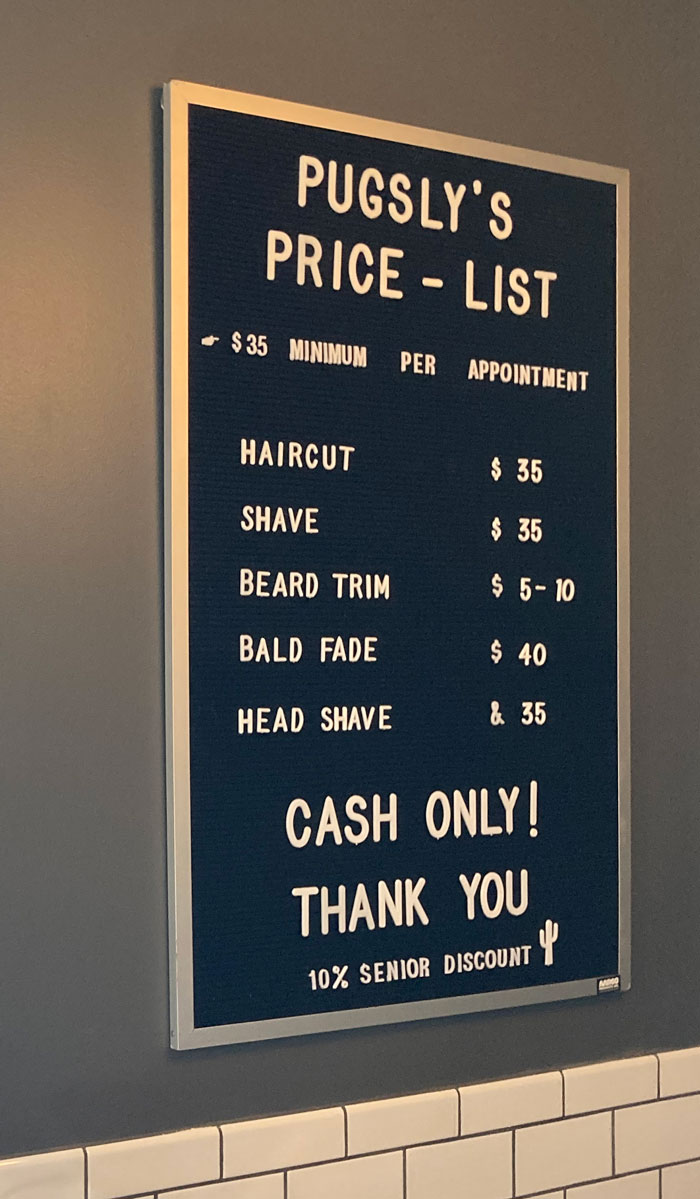 PUGSLY'S
PRICE - LIST
☛ $35 MINIMUM PER APPOINTMENT
HAIRCUT $ 35
SHAVE $ 35
BEARD TRIM $ 5-10
BALD FADE $ 40
HEAD SHAVE & 35
CASH ONLY!
THANK YOU
10% SENIOR DISCOUNT